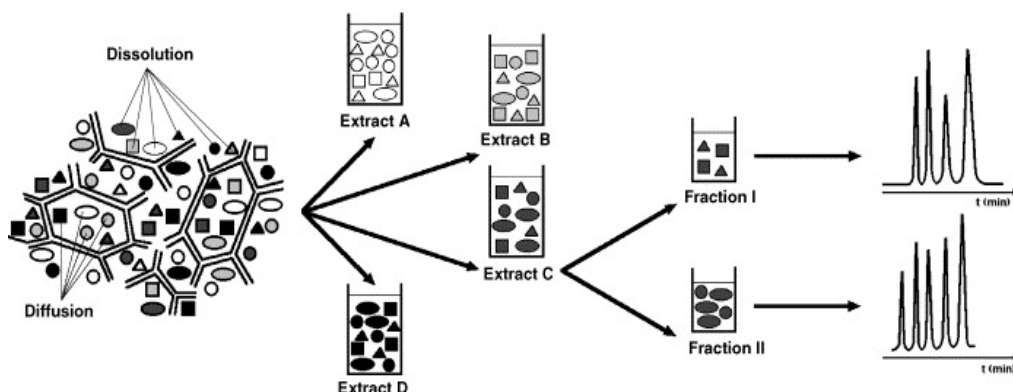 Dissolution
Diffusion
Extract A
Extract B
Extract C
Extract D
Fraction I
Fraction II
t (min)
t (min)